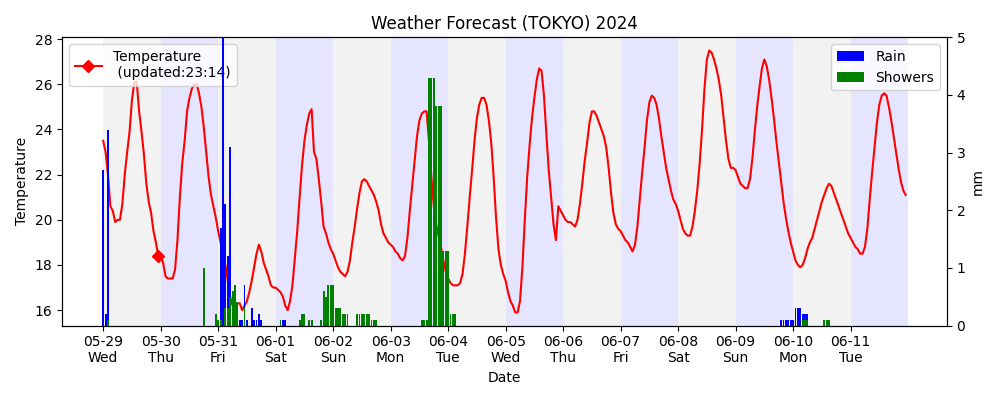 Weather Forecast (TOKYO) 2024
Temperature
(updated:23:14)
Rain
Showers
28
26
24
22
20
18
16
Temperature
5
4
3
2
1
0
mm
05-29 05-30 05-31 06-01 06-02 06-03 06-04 06-05 06-06 06-07 06-08 06-09 06-10 06-11
Wed Thu Fri Sat Sun Mon Tue Wed Thu Fri Sat Sun Mon Tue
Date